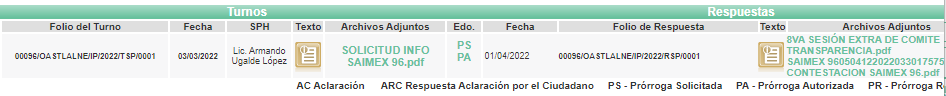 Turnos Respuestas
Folio del Turno Fecha SPH Texto Archivos Adjuntos Edo. Fecha Folio de Respuesta Texto Archivos Adjuntos
00096/OASTLALNE/IP/2022/TSP/0001 03/03/2022 Lic. Armando Ugalde López SOLICITUD INFO SAIMEX 96.pdf PS PA 01/04/2022 00096/OASTLALNE/IP/2022/RSP/0001
8VA SESIÓN EXTRA DE COMITE
TRANSPARENCIA.pdf
SAIMEX 960504122022033017575
CONTESTACION SAIMEX 96.pdf
AC Aclaración ARC Respuesta Aclaración por el Ciudadano PS - Prórroga Solicitada PA - Prórroga Autorizada PR - Prórroga R